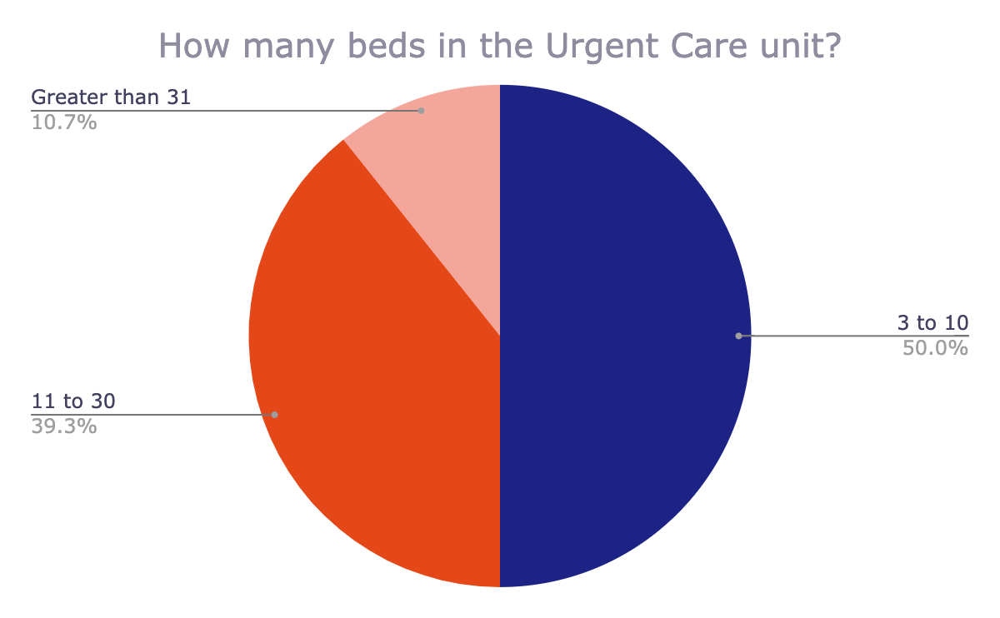 How many beds in the Urgent Care unit?
Greater than 31
10.7%
3 to 10
50.0%
11 to 30
39.3%